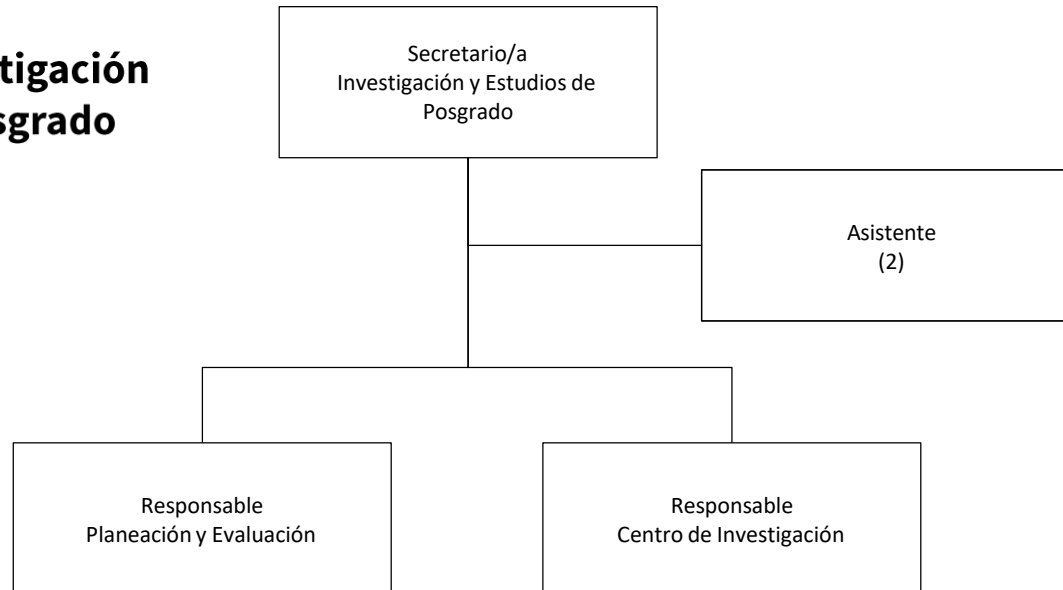 tigación
sgrado
Secretario/a
Investigación y Estudios de
Posgrado
Asistente
(2)
Responsable
Planeación y Evaluación
Responsable
Centro de Investigación